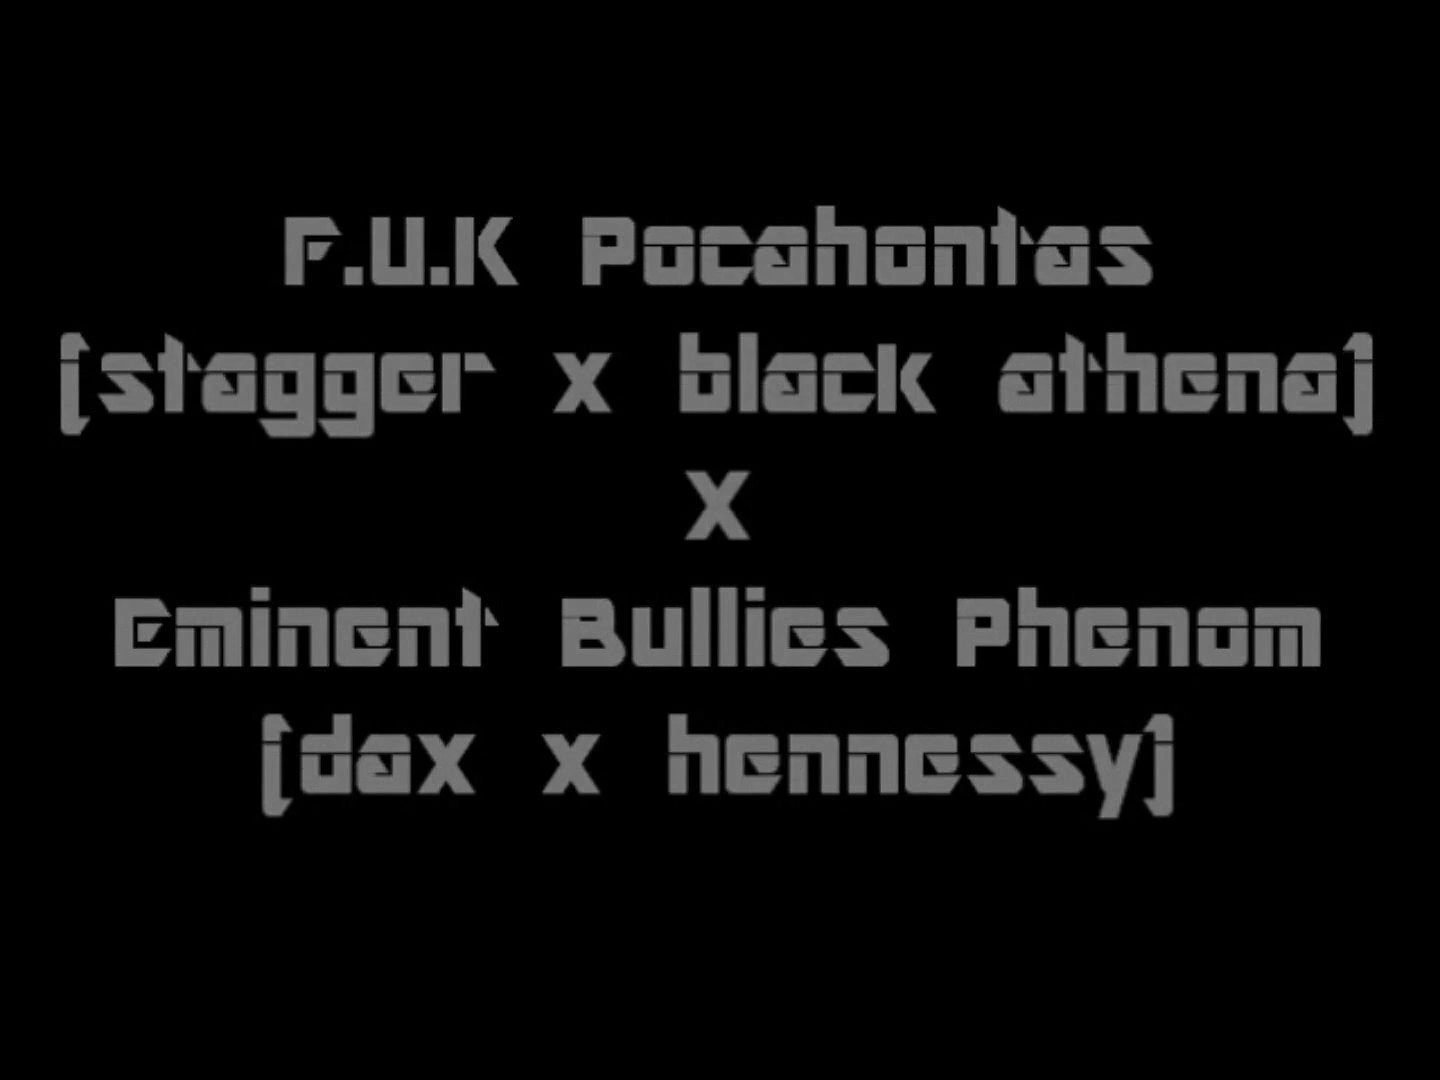 F.U.K Pocahontas
(stagger x black athena)
X
Eminent Bullies Phenom
(dax x hennessy)